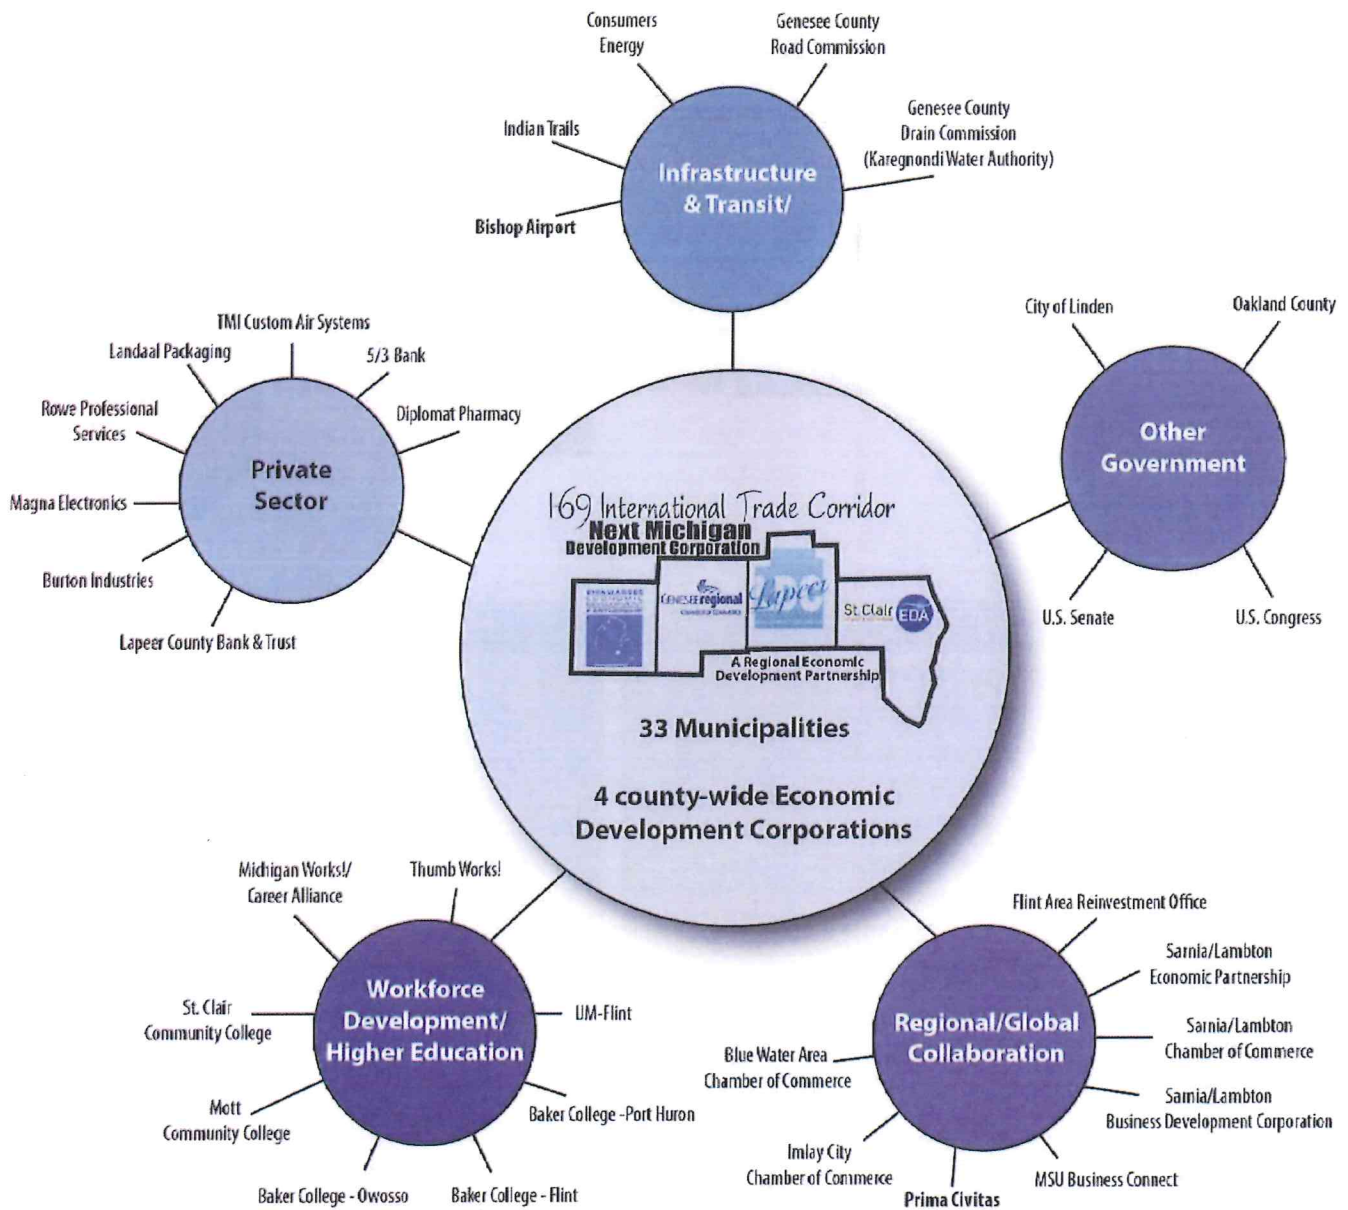 Consumers
Energy
Genesee County
Road Commission
Indian Trails
Genesee County
Drain Commission
(Karegnondi Water Authority)
Bishop Airport
Infrastructure
& Transit/
TMI Custom Air Systems
Landaal Packaging
5/3 Bank
Rowe Professional
Services
Diplomat Pharmacy
Magna Electronics
Burton Industries
Lapeer County Bank & Trust
Private
Sector
City of Linden
Oakland County
Other
Government
U.S. Senate
U.S. Congress
I-69 International Trade Corridor
Next Michigan
Development Corporation
GENESEE regional
Lapeer
St. Clair
EDA
A Regional Economic
Development Partnership
33 Municipalities
4 county-wide Economic
Development Corporations
Michigan Works!/
Career Alliance
Thumb Works!
St. Clair
Community College
UM-Flint
Workforce
Development/
Higher Education
Mott
Community College
Baker College -Port Huron
Baker College - Owosso
Baker College - Flint
Flint Area Reinvestment Office
Sarnia/Lambton
Economic Partnership
Regional/Global
Collaboration
Sarnia/Lambton
Chamber of Commerce
Blue Water Area
Chamber of Commerce
Sarnia/Lambton
Business Development Corporation
Imlay City
Chamber of Commerce
Prima Civitas
MSU Business Connect